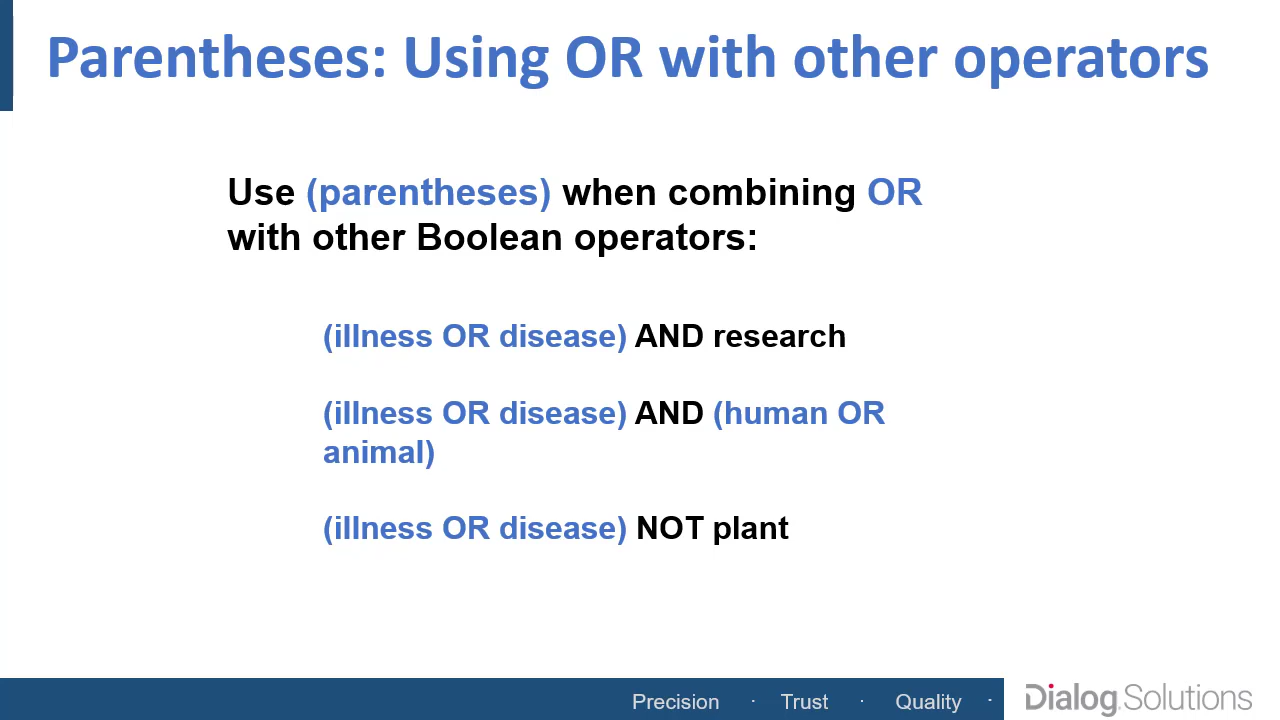 Parentheses: Using OR with other operators
Use (parentheses) when combining OR
with other Boolean operators:
(illness OR disease) AND research
(illness OR disease) AND (human OR
animal)
(illness OR disease) NOT plant
Precision · Trust · Quality ·
Dialog Solutions